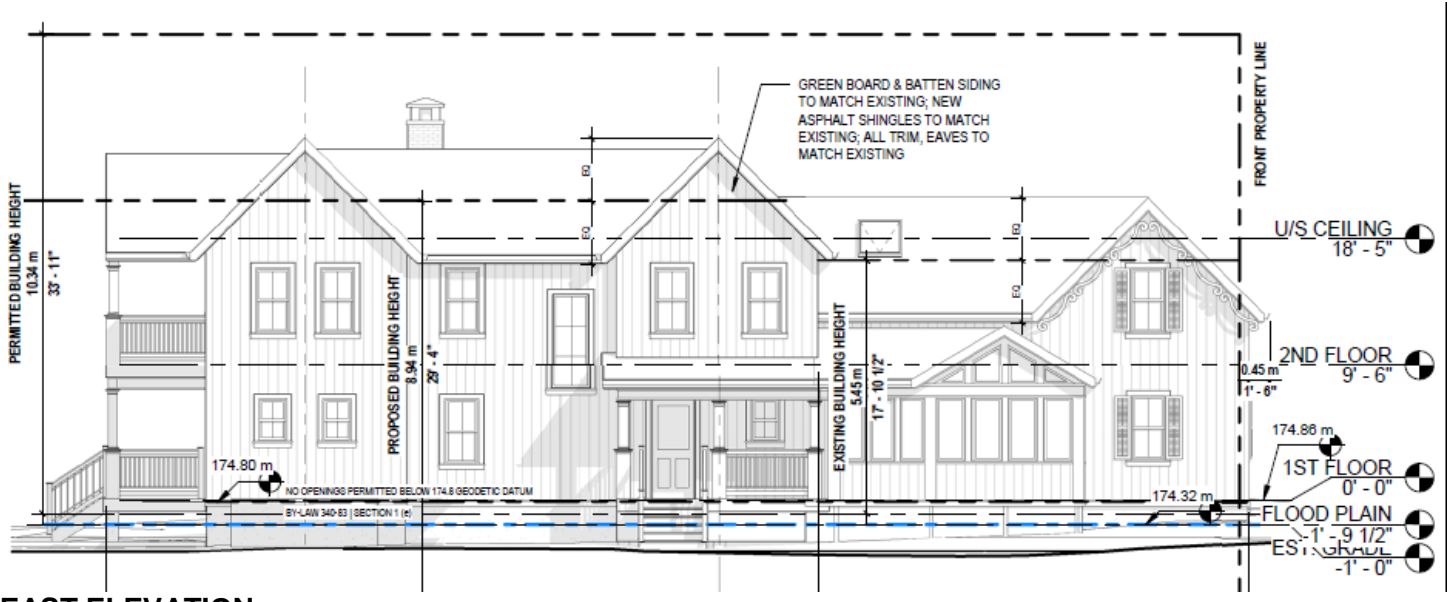 GREEN BOARD & BATTEN SIDING
TO MATCH EXISTING; NEW
ASPHALT SHINGLES TO MATCH
EXISTING; ALL TRIM, EAVES TO
MATCH EXISTING
FRONT PROPERTY LINE
PERMITTED BUILDING HEIGHT
10.34 m
33' - 11"
EQ
EQ
EQ
EQ
U/S CEILING
18' - 5"
PROPOSED BUILDING HEIGHT
8.94 m
29' - 4"
EXISTING BUILDING HEIGHT
5.45 m
17' - 10 1/2"
2ND FLOOR
9' - 6"
0.45 m
1' - 6"
174.86 m
174.80 m
1ST FLOOR
0' - 0"
NO OPENINGS PERMITTED BELOW 174.8 GEODETIC DATUM
BY-LAW 340-83 | SECTION 1 (e)
174.32 m
FLOOD PLAIN
-1' - 9 1/2"
EST. GRADE
-1' - 0"
EAST ELEVATION